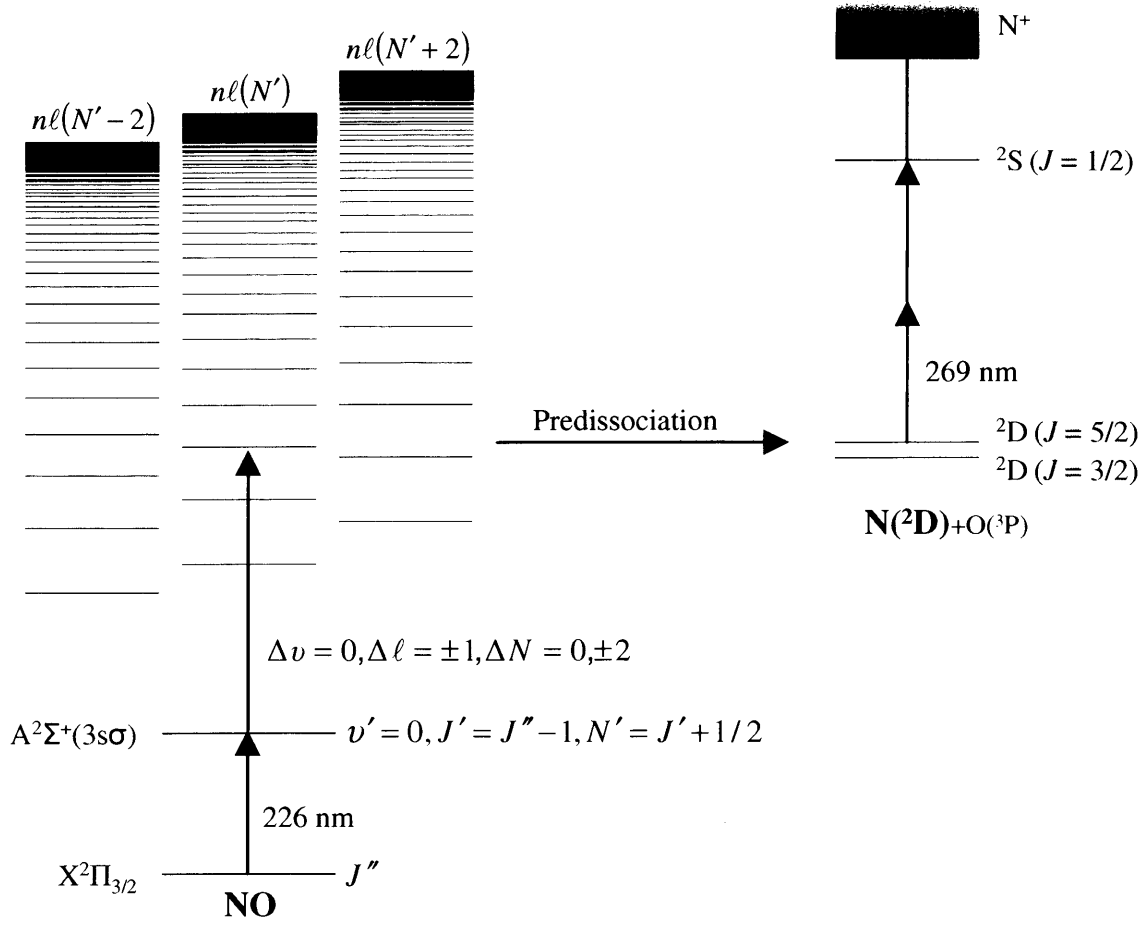 nℓ(N′ − 2)
nℓ(N′)
nℓ(N′ + 2)
N⁺
²S (J = 1/2)
269 nm
Predissociation
²D (J = 5/2)
²D (J = 3/2)
N(²D)+O(³P)
Δυ = 0,Δℓ = ±1,ΔN = 0,±2
A²Σ⁺(3sσ)
υ′ = 0, J′ = J″−1, N′ = J′+1/2
226 nm
X²Π₃/₂
J″
NO